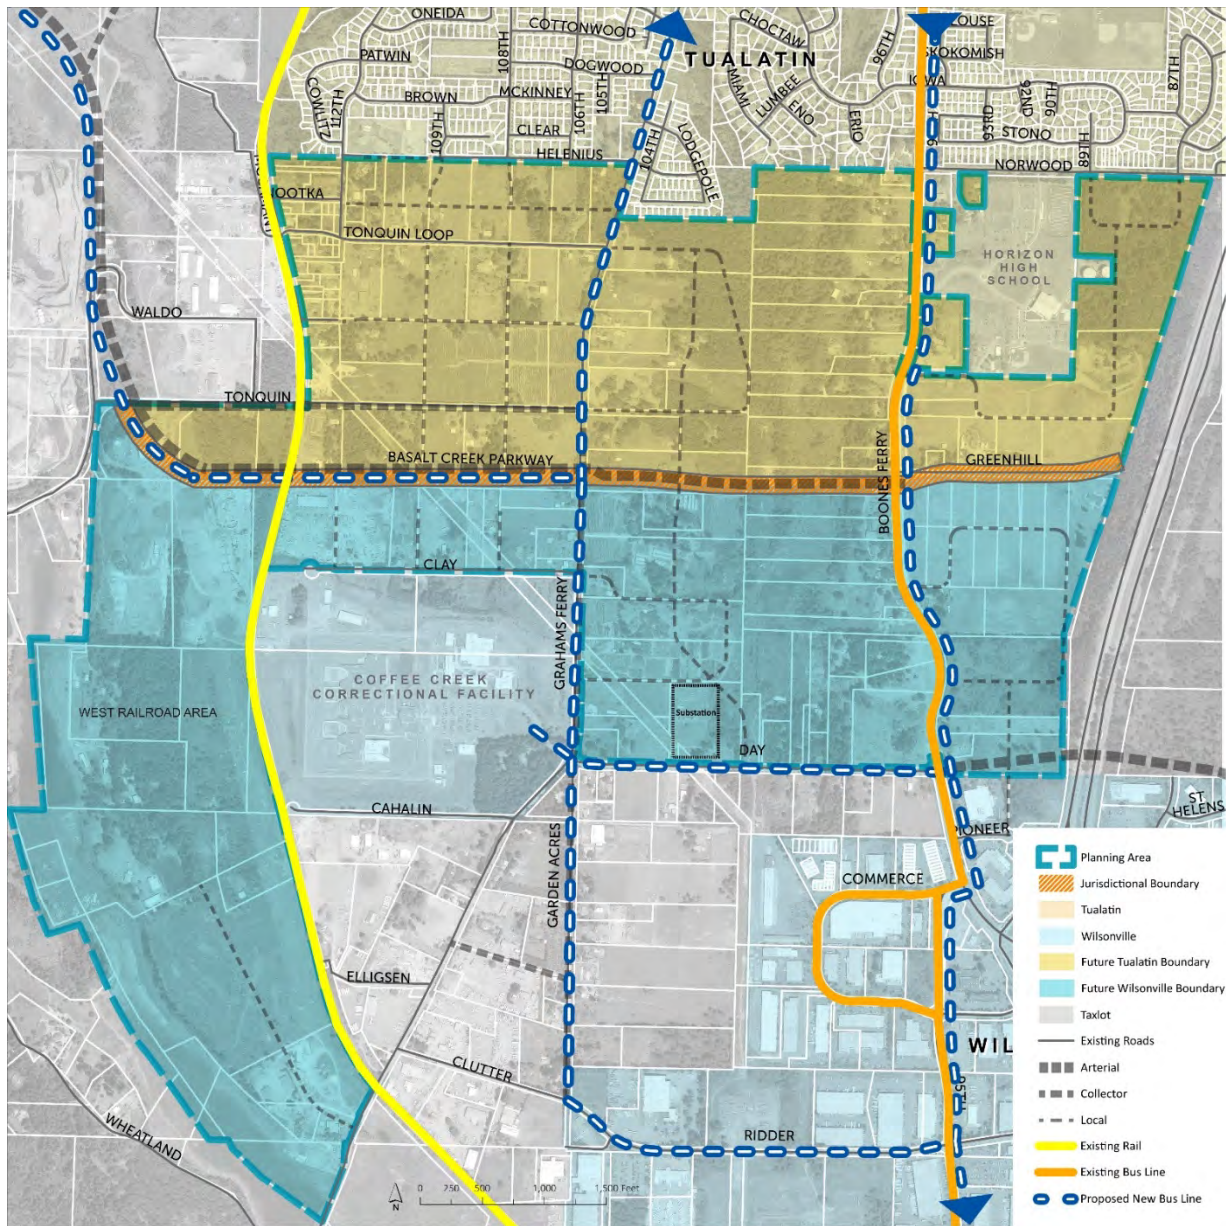 ONEIDA
COTTONWOOD
CHOCTAW
96TH
SKOKOMISH
PATWIN
108TH
DOGWOOD
TUALATIN
IOWA
87TH
COWLITZ
112TH
BROWN
MCKINNEY
106TH
105TH
MIAMI
LUMBEE
ENO
ERIO
93RD
92ND
90TH
STONO
109TH
CLEAR
HELENIUS
104TH
LODGEPOLE
NORWOOD
89TH
TONQUIN LOOP
HORIZON
HIGH
SCHOOL
WALDO
TONQUIN
BASALT CREEK PARKWAY
GREENHILL
BOONES FERRY
CLAY
GRAHAMS FERRY
COFFEE CREEK
CORRECTIONAL FACILITY
WEST RAILROAD AREA
Substation
DAY
CAHALIN
ST
HELENS
PIONEER
COMMERCE
GARDEN ACRES
ELLIGSEN
CLUTTER
RIDDER
WHEATLAND
WIL
95TH
Planning Area
Jurisdictional Boundary
Tualatin
Wilsonville
Future Tualatin Boundary
Future Wilsonville Boundary
Taxlot
Existing Roads
Arterial
Collector
Local
Existing Rail
Existing Bus Line
Proposed New Bus Line
N
0 250 500 1,000 1,500 Feet